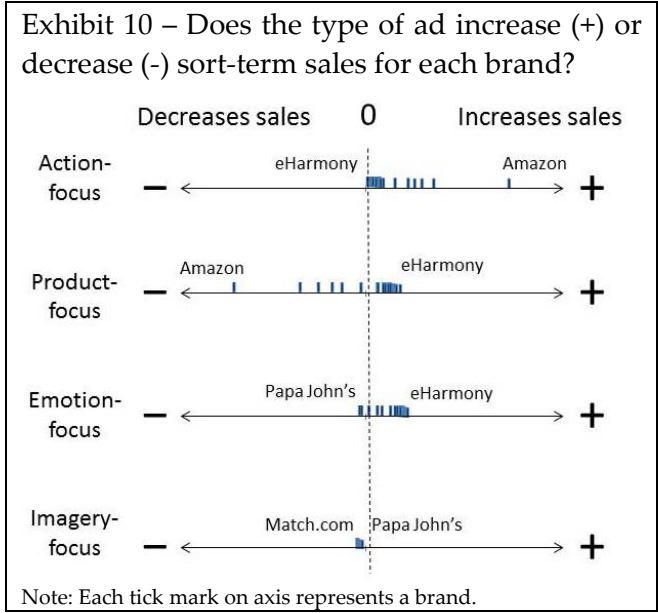 Exhibit 10 – Does the type of ad increase (+) or
decrease (-) sort-term sales for each brand?
Decreases sales 0 Increases sales
Action-
focus
eHarmony Amazon
− +
Product-
focus
Amazon eHarmony
− +
Emotion-
focus
Papa John's eHarmony
− +
Imagery-
focus
Match.com Papa John's
− +
Note: Each tick mark on axis represents a brand.